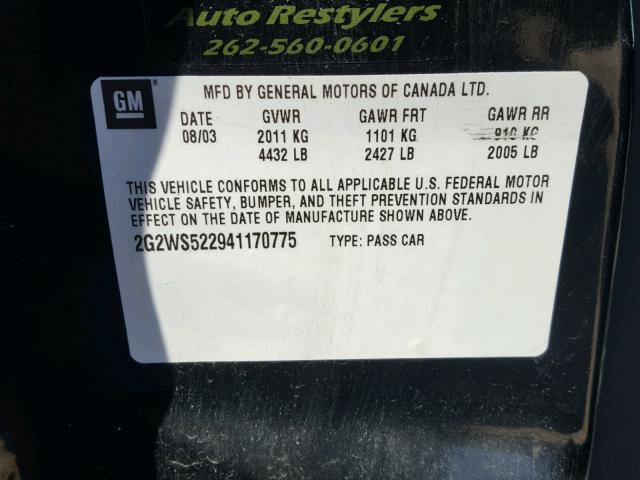 Auto Restylers
262-560-0601
GM ®
MFD BY GENERAL MOTORS OF CANADA LTD.
DATE GVWR GAWR FRT GAWR RR
08/03 2011 KG 1101 KG 910 KG
4432 LB 2427 LB 2005 LB
THIS VEHICLE CONFORMS TO ALL APPLICABLE U.S. FEDERAL MOTOR
VEHICLE SAFETY, BUMPER, AND THEFT PREVENTION STANDARDS IN
EFFECT ON THE DATE OF MANUFACTURE SHOWN ABOVE.
2G2WS522941170775 TYPE: PASS CAR